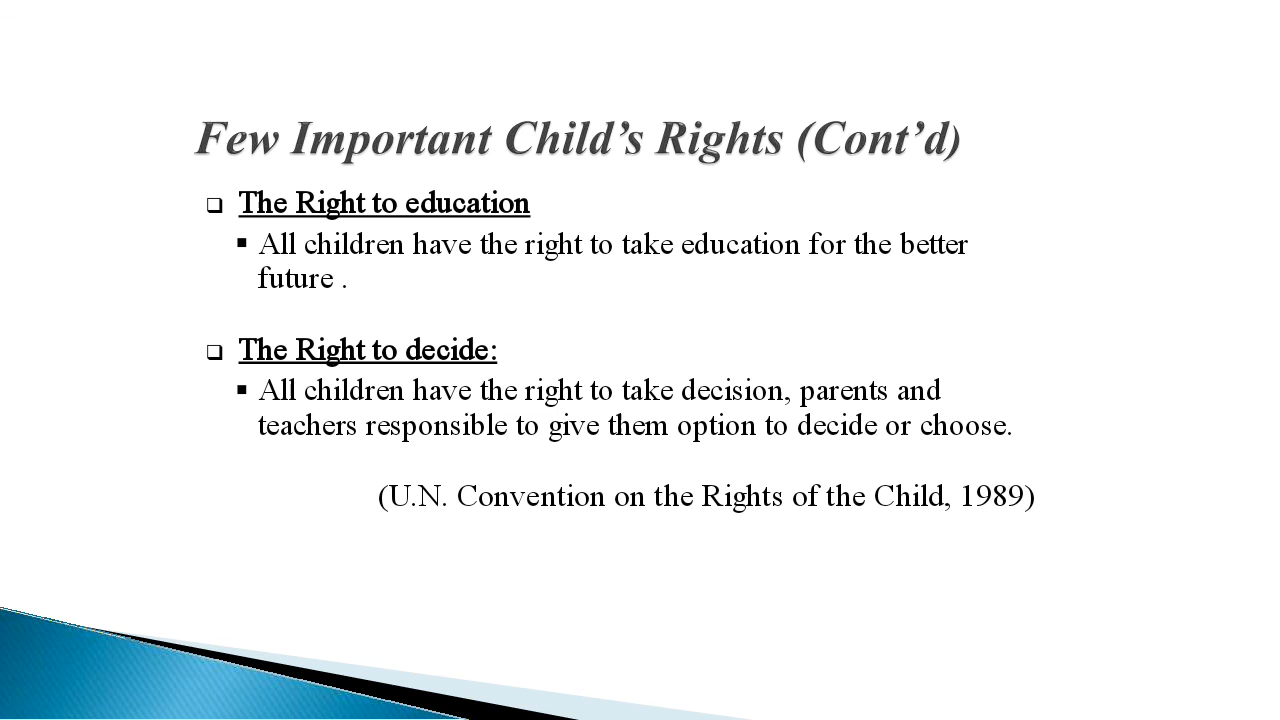 Few Important Child’s Rights (Cont’d)
❑ The Right to education
▪ All children have the right to take education for the better
future .
❑ The Right to decide:
▪ All children have the right to take decision, parents and
teachers responsible to give them option to decide or choose.
(U.N. Convention on the Rights of the Child, 1989)